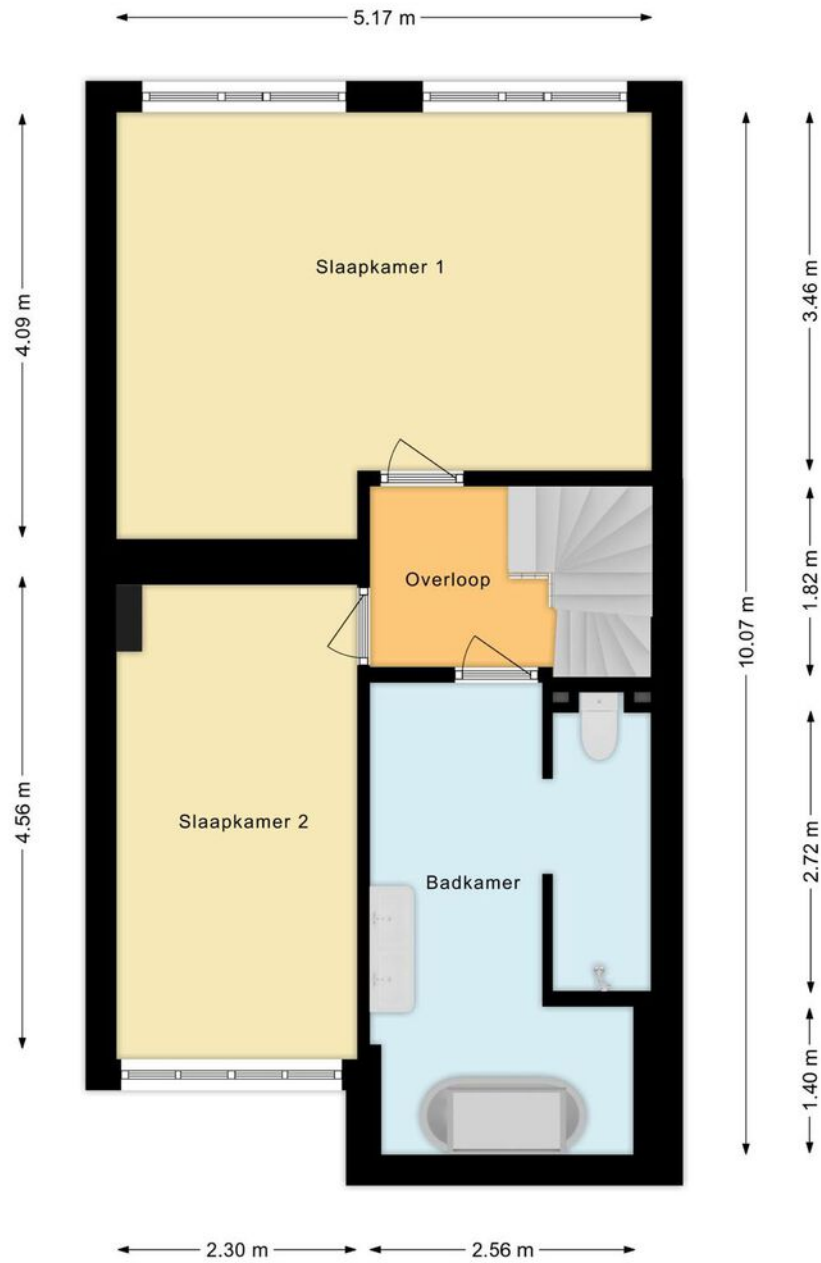 5.17 m
Slaapkamer 1
4.09 m
3.46 m
Overloop
1.82 m
10.07 m
Slaapkamer 2
4.56 m
Badkamer
2.72 m
1.40 m
2.30 m
2.56 m